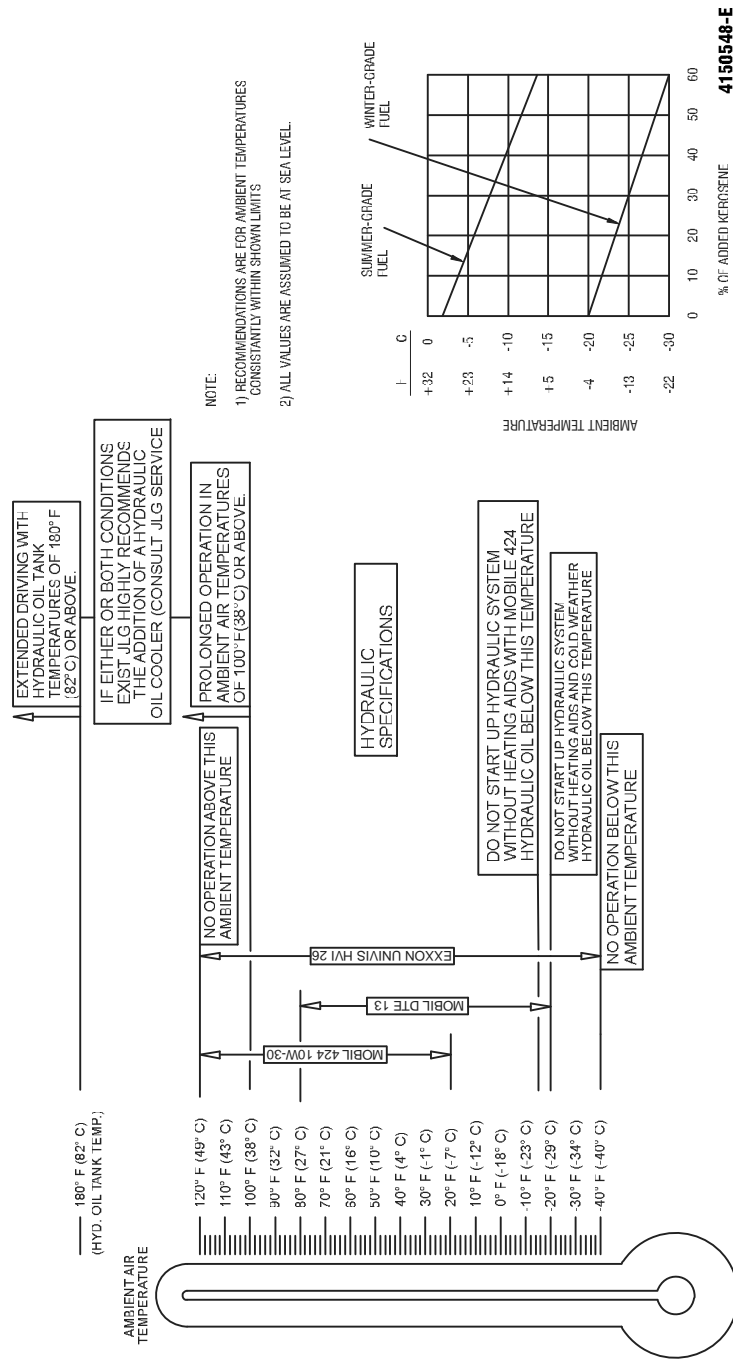 AMBIENT AIR
TEMPERATURE
180° F (82° C)
(HYD. OIL TANK TEMP.)
120° F (49° C)
110° F (43° C)
100° F (38° C)
90° F (32° C)
80° F (27° C)
70° F (21° C)
60° F (16° C)
50° F (10° C)
40° F (4° C)
30° F (-1° C)
20° F (-7° C)
10° F (-12° C)
0° F (-18° C)
-10° F (-23° C)
-20° F (-29° C)
-30° F (-34° C)
-40° F (-40° C)
MOBIL 424 10W-30
MOBIL DTE 13
EXXON UNIVIS HVI 26
EXTENDED DRIVING WITH
HYDRAULIC OIL TANK
TEMPERATURES OF 180° F
(82°C) OR ABOVE.
IF EITHER OR BOTH CONDITIONS
EXIST JLG HIGHLY RECOMMENDS
THE ADDITION OF A HYDRAULIC
OIL COOLER (CONSULT JLG SERVICE
PROLONGED OPERATION IN
AMBIENT AIR TEMPERATURES
OF 100° F(38° C) OR ABOVE.
NO OPERATION ABOVE THIS
AMBIENT TEMPERATURE
HYDRAULIC
SPECIFICATIONS
DO NOT START UP HYDRAULIC SYSTEM
WITHOUT HEATING AIDS WITH MOBILE 424
HYDRAULIC OIL BELOW THIS TEMPERATURE
DO NOT START UP HYDRAULIC SYSTEM
WITHOUT HEATING AIDS AND COLD WEATHER
HYDRAULIC OIL BELOW THIS TEMPERATURE
NO OPERATION BELOW THIS
AMBIENT TEMPERATURE
NOTE:
1) RECOMMENDATIONS ARE FOR AMBIENT TEMPERATURES
CONSISTANTLY WITHIN SHOWN LIMITS
2) ALL VALUES ARE ASSUMED TO BE AT SEA LEVEL.
SUMMER-GRADE
FUEL
WINTER-GRADE
FUEL
AMBIENT TEMPERATURE
F C
+32 0
+23 -5
+14 -10
+5 -15
-4 -20
-13 -25
-22 -30
0 10 20 30 40 50 60
% OF ADDED KEROSENE
4150548-E